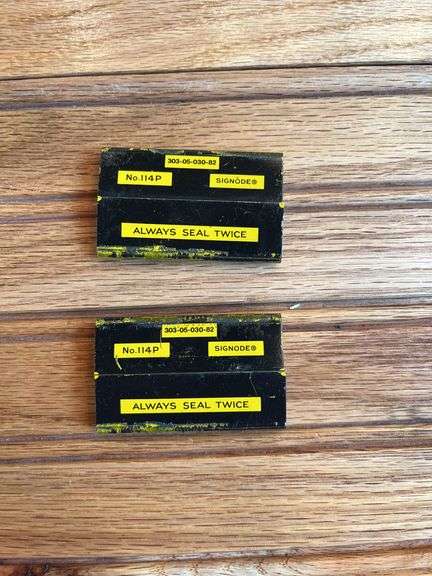 303-05-030-82
No.114P SIGNODE®
ALWAYS SEAL TWICE
303-05-030-82
No.114P SIGNODE®
ALWAYS SEAL TWICE